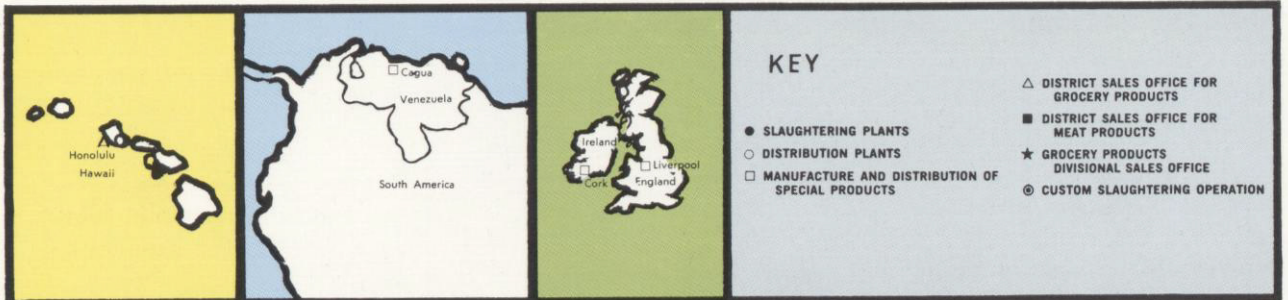 Honolulu
Hawaii
Cagua
Venezuela
South America
Ireland
Cork
Liverpool
England
KEY
● SLAUGHTERING PLANTS
○ DISTRIBUTION PLANTS
□ MANUFACTURE AND DISTRIBUTION OF
SPECIAL PRODUCTS
△ DISTRICT SALES OFFICE FOR
GROCERY PRODUCTS
■ DISTRICT SALES OFFICE FOR
MEAT PRODUCTS
★ GROCERY PRODUCTS
DIVISIONAL SALES OFFICE
◉ CUSTOM SLAUGHTERING OPERATION